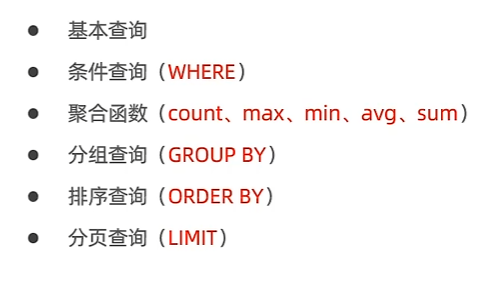 ● 基本查询
● 条件查询（WHERE）
● 聚合函数（count、max、min、avg、sum）
● 分组查询（GROUP BY）
● 排序查询（ORDER BY）
● 分页查询（LIMIT）